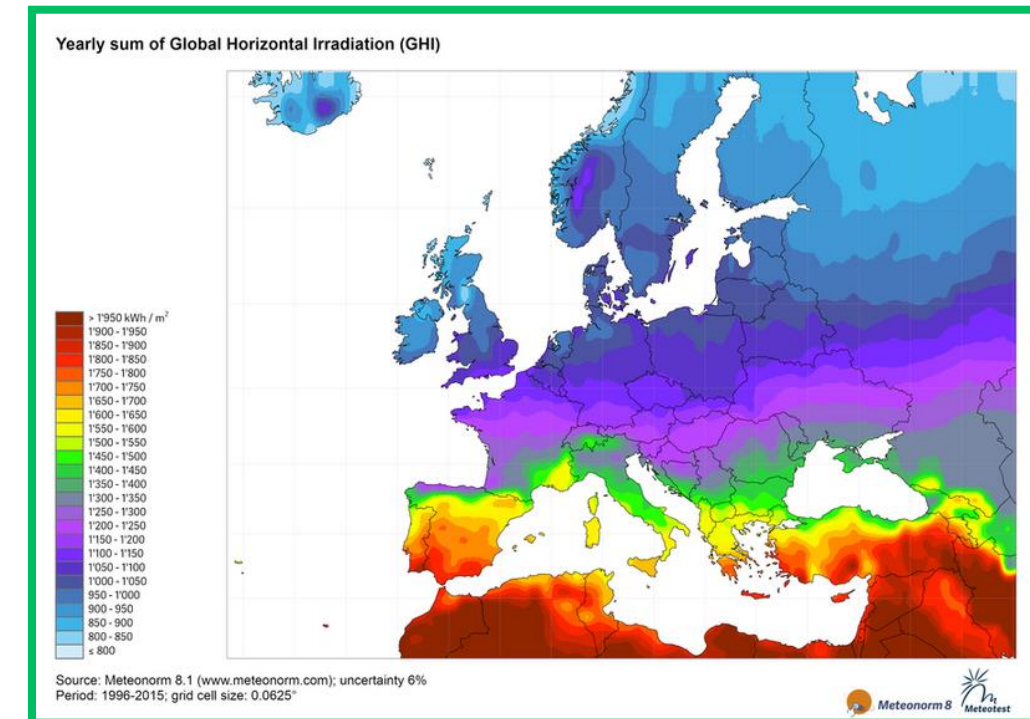 Yearly sum of Global Horizontal Irradiation (GHI)
> 1'950 kWh / m²
1'900 - 1'950
1'850 - 1'900
1'800 - 1'850
1'750 - 1'800
1'700 - 1'750
1'650 - 1'700
1'600 - 1'650
1'550 - 1'600
1'500 - 1'550
1'450 - 1'500
1'400 - 1'450
1'350 - 1'400
1'300 - 1'350
1'250 - 1'300
1'200 - 1'250
1'150 - 1'200
1'100 - 1'150
1'050 - 1'100
1'000 - 1'050
950 - 1'000
900 - 950
850 - 900
800 - 850
≤ 800
Source: Meteonorm 8.1 (www.meteonorm.com); uncertainty 6%
Period: 1996-2015; grid cell size: 0.0625°
Meteonorm 8
Meteotest